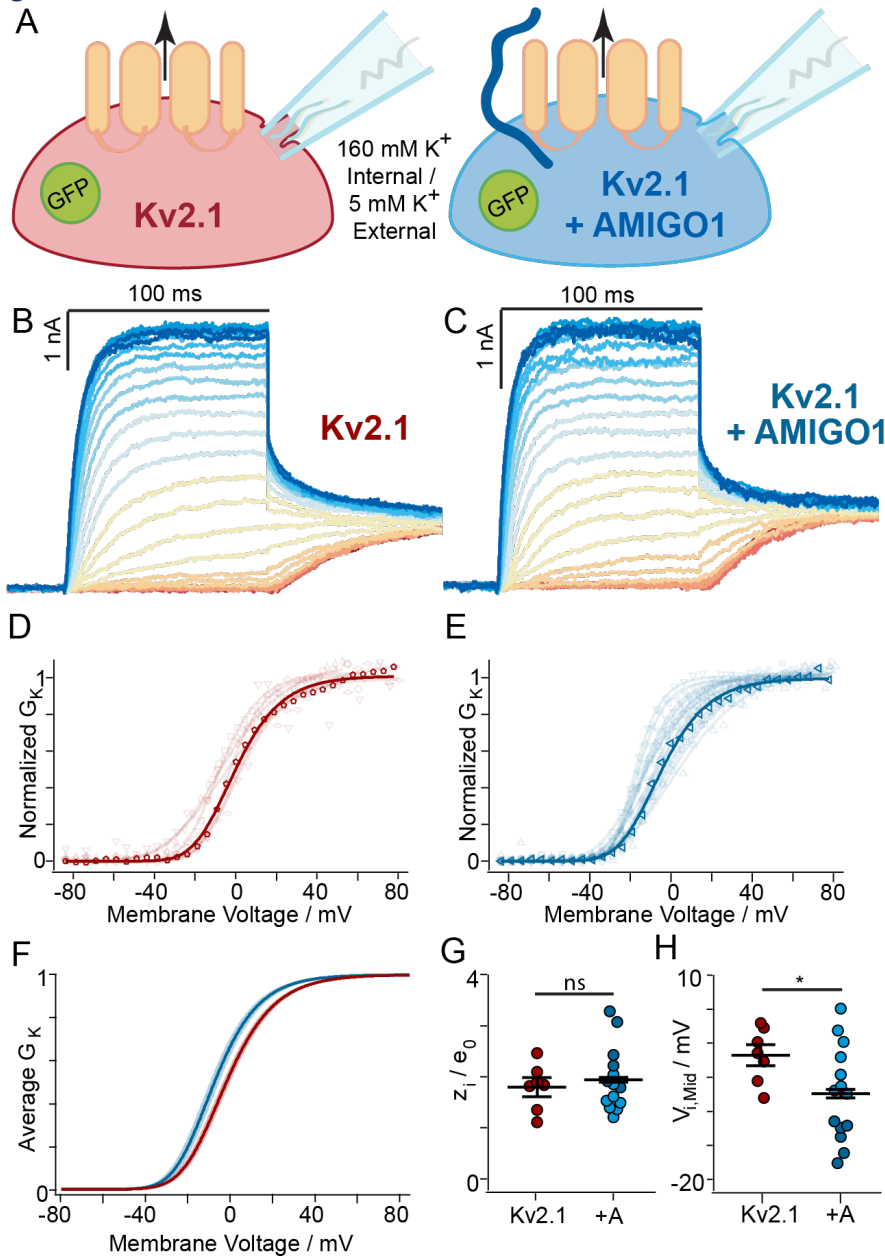 A
GFP
Kv2.1
160 mM K+
Internal /
5 mM K+
External
GFP
Kv2.1
+ AMIGO1
B
100 ms
1 nA
Kv2.1
C
100 ms
1 nA
Kv2.1
+ AMIGO1
D
Normalized GK
1
0
-80
-40
0
40
80
Membrane Voltage / mV
E
Normalized GK
1
0
-80
-40
0
40
80
Membrane Voltage / mV
F
Average GK
1
0
-80
-40
0
40
80
Membrane Voltage / mV
G
zi / e0
4
2
0
ns
Kv2.1
+A
H
Vi,Mid / mV
10
-20
*
Kv2.1
+A